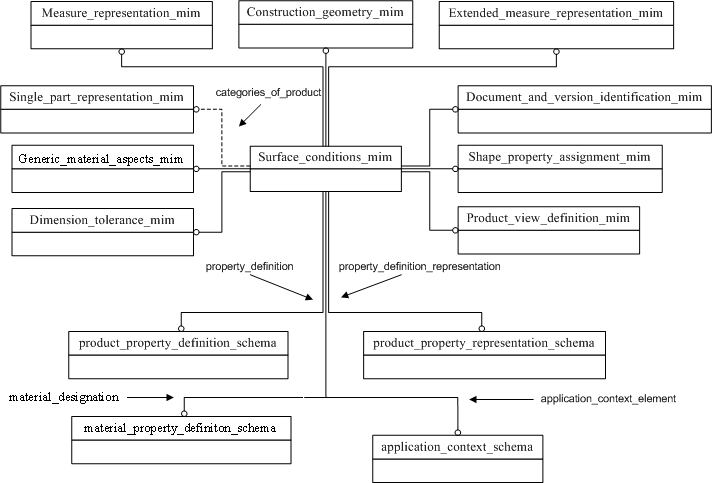 Measure_representation_mim
Construction_geometry_mim
Extended_measure_representation_mim
Single_part_representation_mim
categories_of_product
Document_and_version_identification_mim
Generic_material_aspects_mim
Surface_conditions_mim
Shape_property_assignment_mim
Dimension_tolerance_mim
Product_view_definition_mim
property_definition
property_definition_representation
product_property_definition_schema
product_property_representation_schema
material_designation
application_context_element
material_property_definiton_schema
application_context_schema